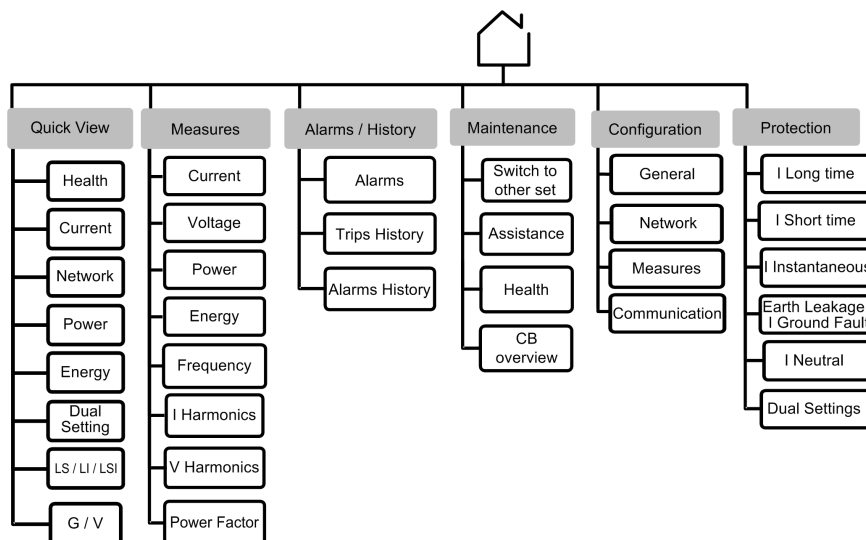 Quick View
Health
Current
Network
Power
Energy
Dual
Setting
LS / LI / LSI
G / V
Measures
Current
Voltage
Power
Energy
Frequency
I Harmonics
V Harmonics
Power Factor
Alarms / History
Alarms
Trips History
Alarms History
Maintenance
Switch to
other set
Assistance
Health
CB
overview
Configuration
General
Network
Measures
Communication
Protection
I Long time
I Short time
I Instantaneous
Earth Leakage
I Ground Fault
I Neutral
Dual Settings